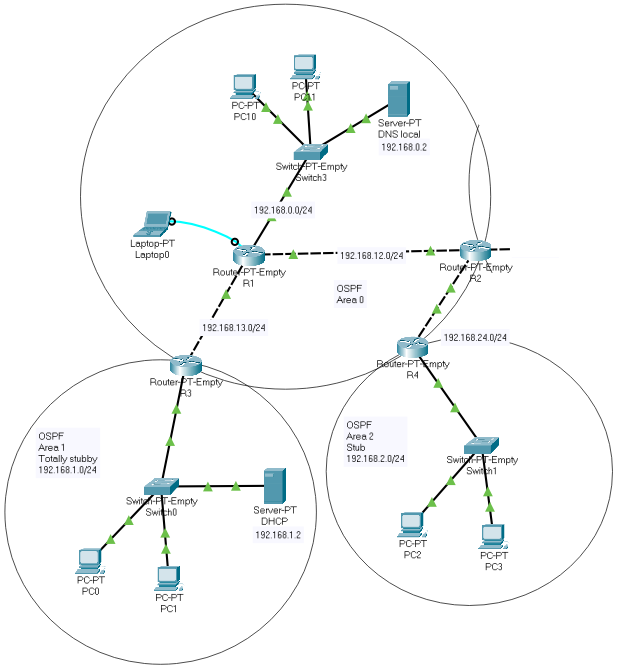 PC-PT
PC10
PC-PT
PC11
Server-PT
DNS local
192.168.0.2
Switch-PT-Empty
Switch3
192.168.0.0/24
Laptop-PT
Laptop0
Router-PT-Empty
R1
192.168.12.0/24
Router-PT-Empty
R2
OSPF
Area 0
192.168.13.0/24
192.168.24.0/24
Router-PT-Empty
R3
Router-PT-Empty
R4
OSPF
Area 1
Totally stubby
192.168.1.0/24
OSPF
Area 2
Stub
192.168.2.0/24
Switch-PT-Empty
Switch0
Server-PT
DHCP
192.168.1.2
Switch-PT-Empty
Switch1
PC-PT
PC0
PC-PT
PC1
PC-PT
PC2
PC-PT
PC3